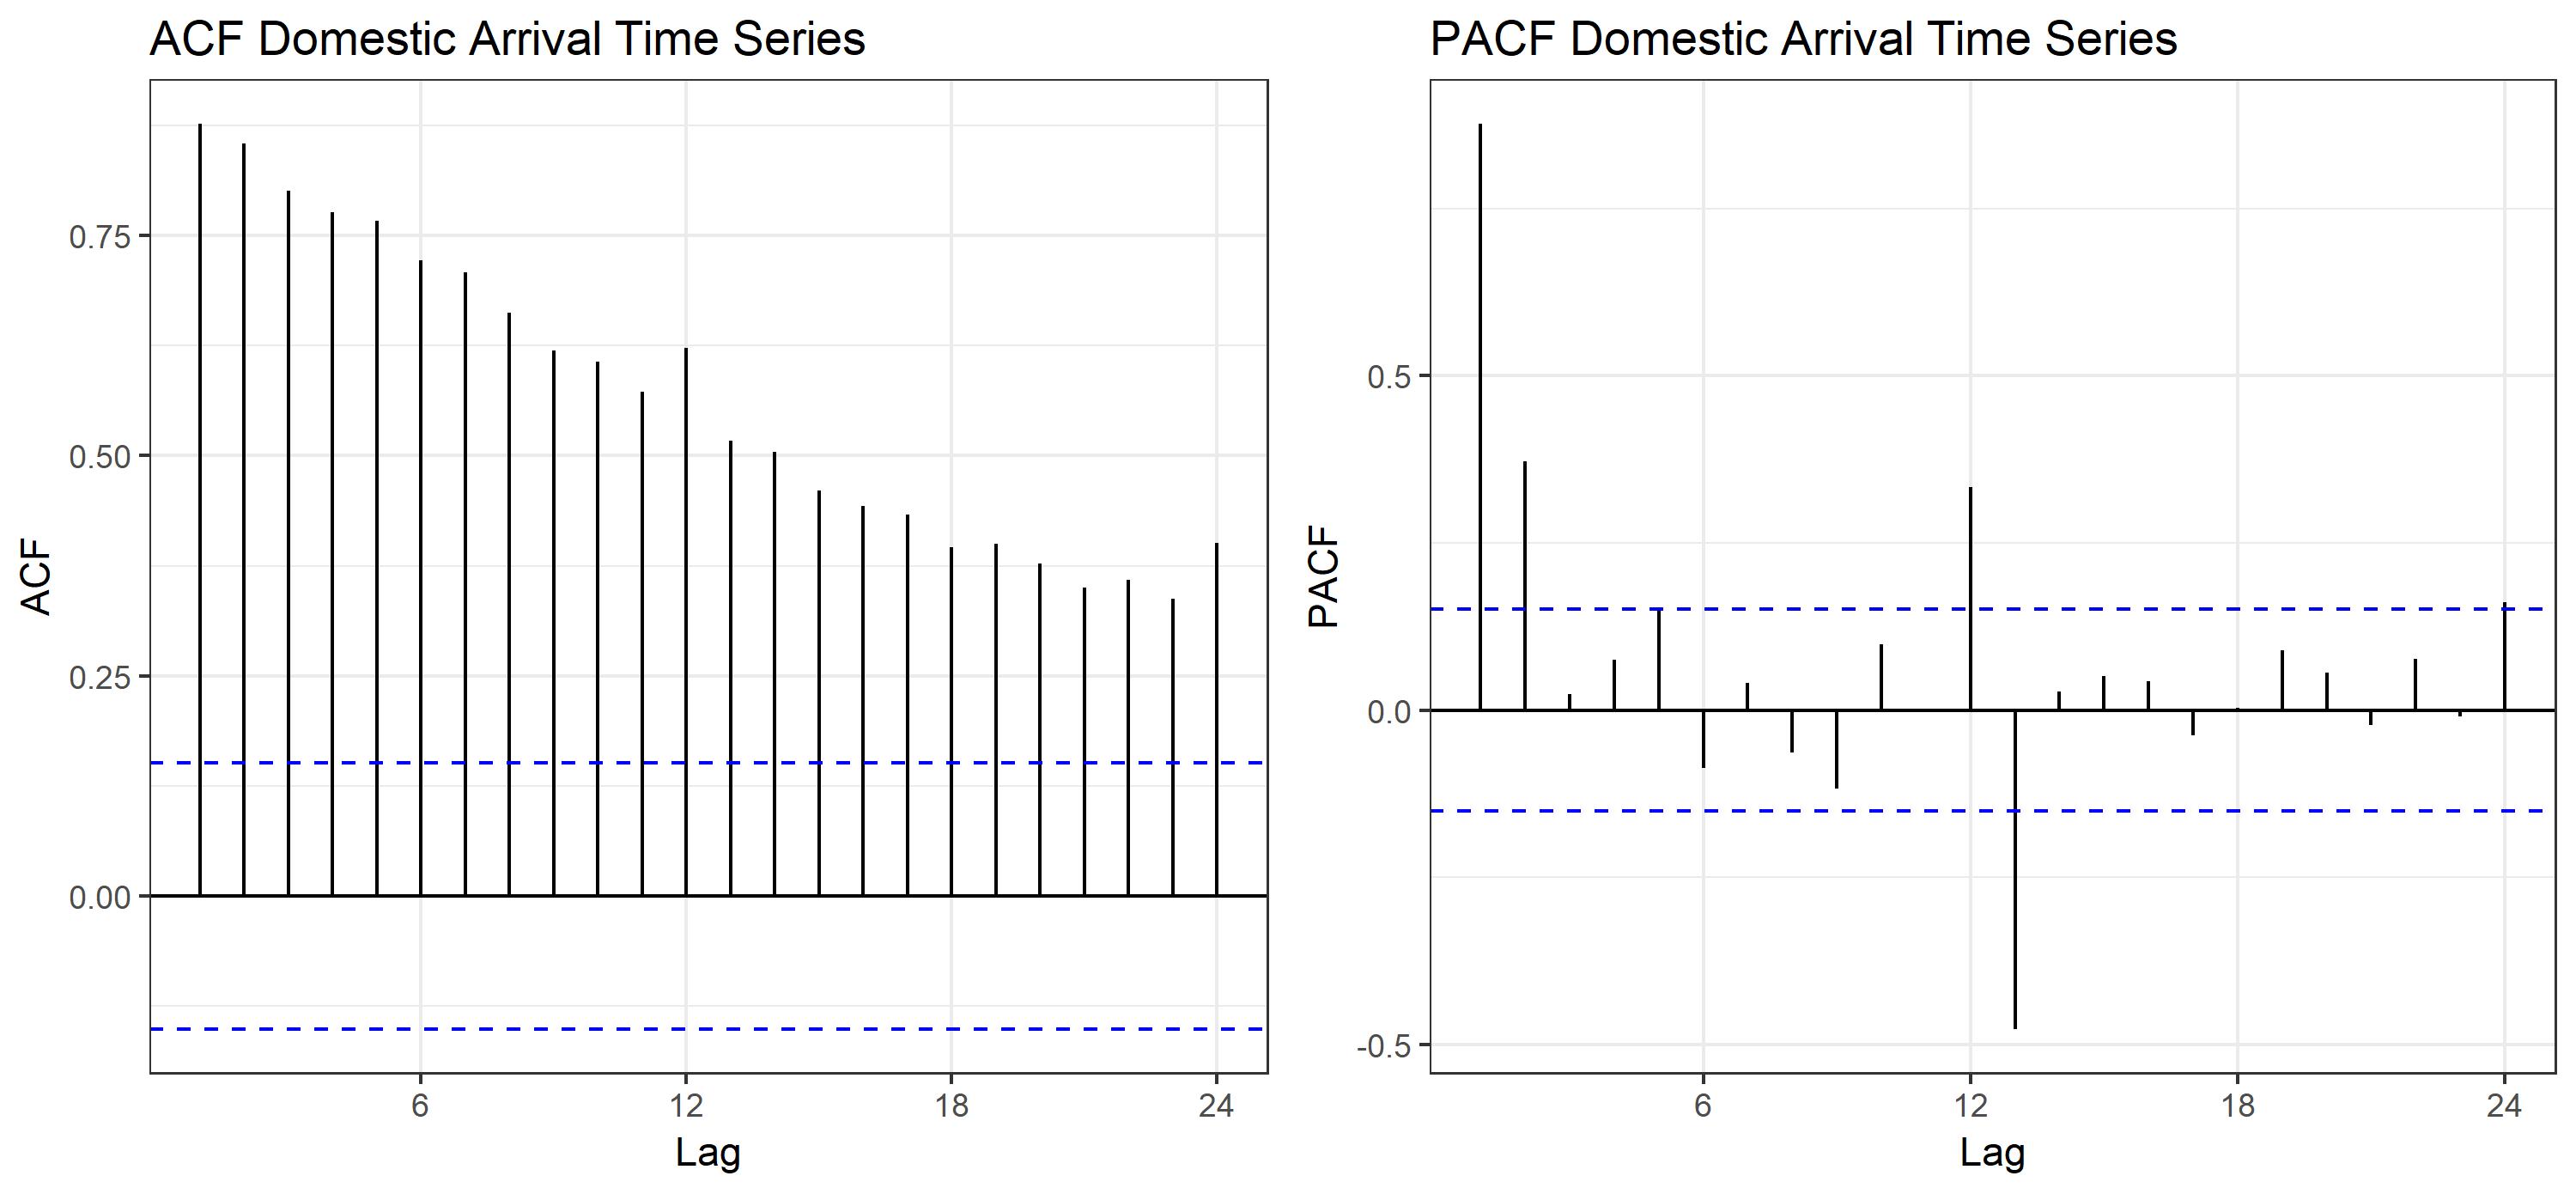 ACF Domestic Arrival Time Series
ACF
0.75
0.50
0.25
0.00
6 12 18 24
Lag
PACF Domestic Arrival Time Series
PACF
0.5
0.0
-0.5
6 12 18 24
Lag